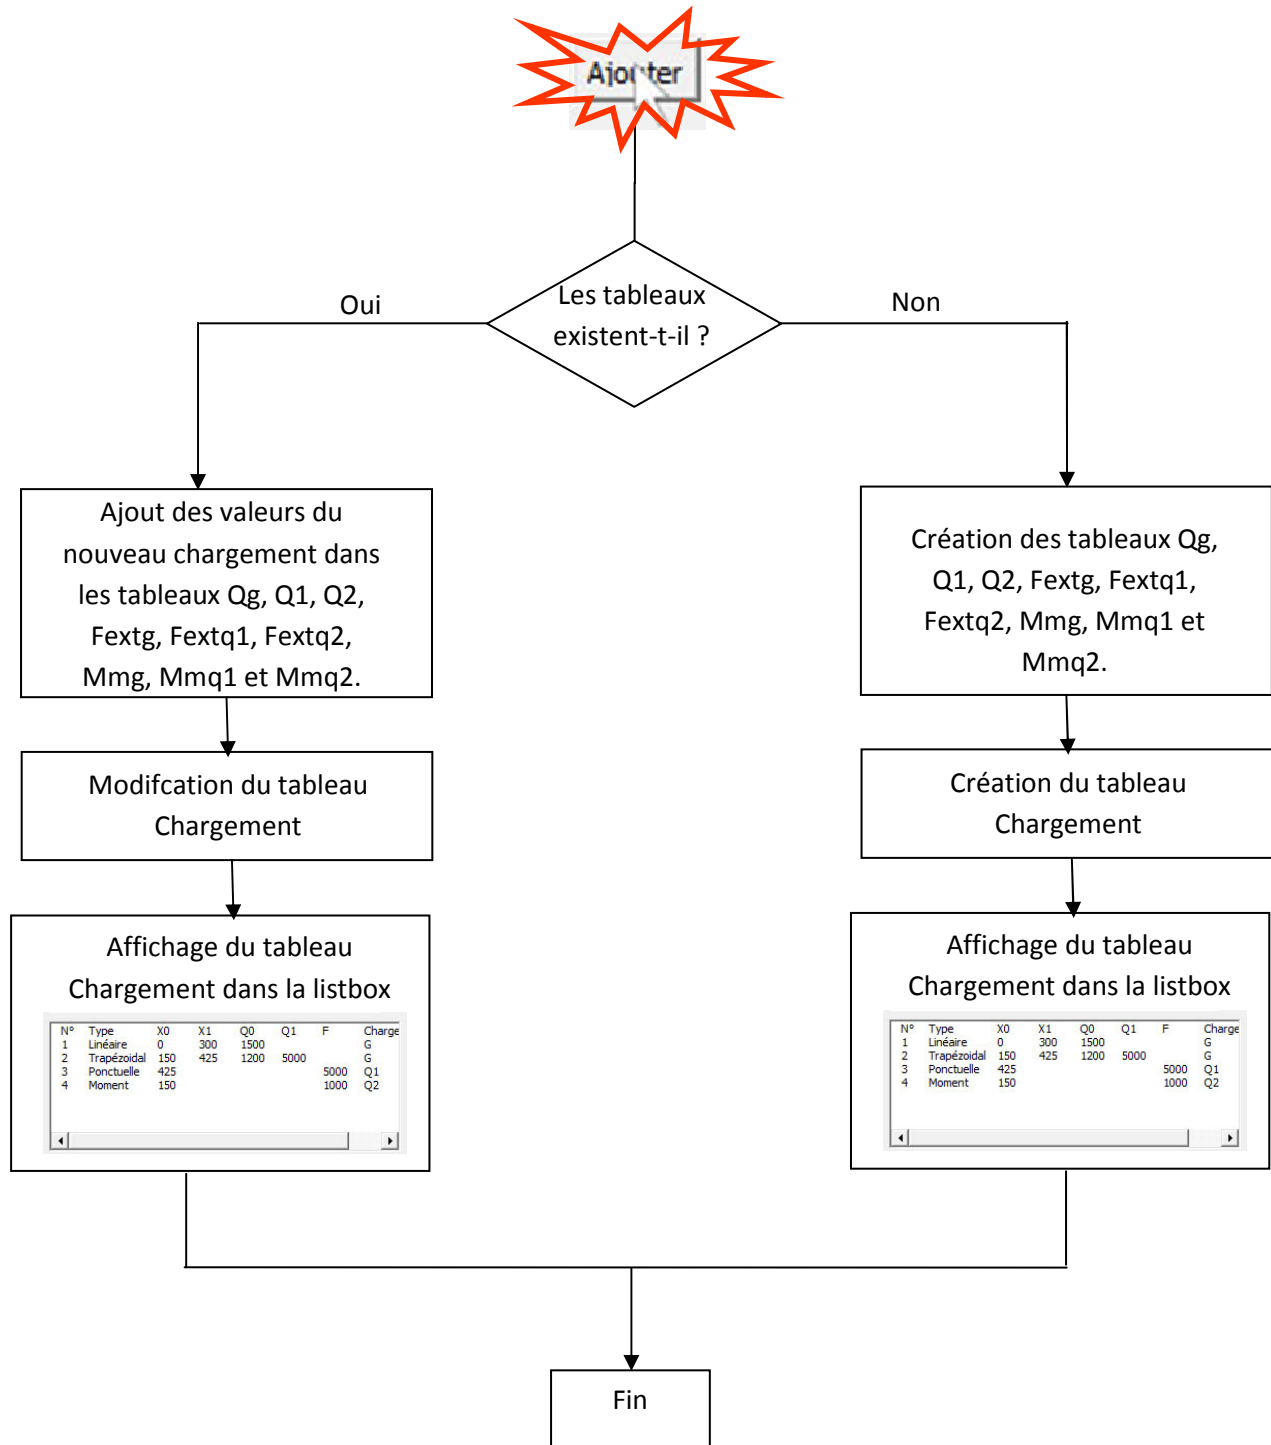 Ajouter
Les tableaux
existent-t-il ?
Oui
Non
Ajout des valeurs du
nouveau chargement dans
les tableaux Qg, Q1, Q2,
Fextg, Fextq1, Fextq2,
Mmg, Mmq1 et Mmq2.
Modifcation du tableau
Chargement
Affichage du tableau
Chargement dans la listbox
N° Type X0 X1 Q0 Q1 F Charge
1 Linéaire 0 300 1500 G
2 Trapézoidal 150 425 1200 5000 G
3 Ponctuelle 425 5000 Q1
4 Moment 150 1000 Q2
Création des tableaux Qg,
Q1, Q2, Fextg, Fextq1,
Fextq2, Mmg, Mmq1 et
Mmq2.
Création du tableau
Chargement
Affichage du tableau
Chargement dans la listbox
N° Type X0 X1 Q0 Q1 F Charge
1 Linéaire 0 300 1500 G
2 Trapézoidal 150 425 1200 5000 G
3 Ponctuelle 425 5000 Q1
4 Moment 150 1000 Q2
Fin